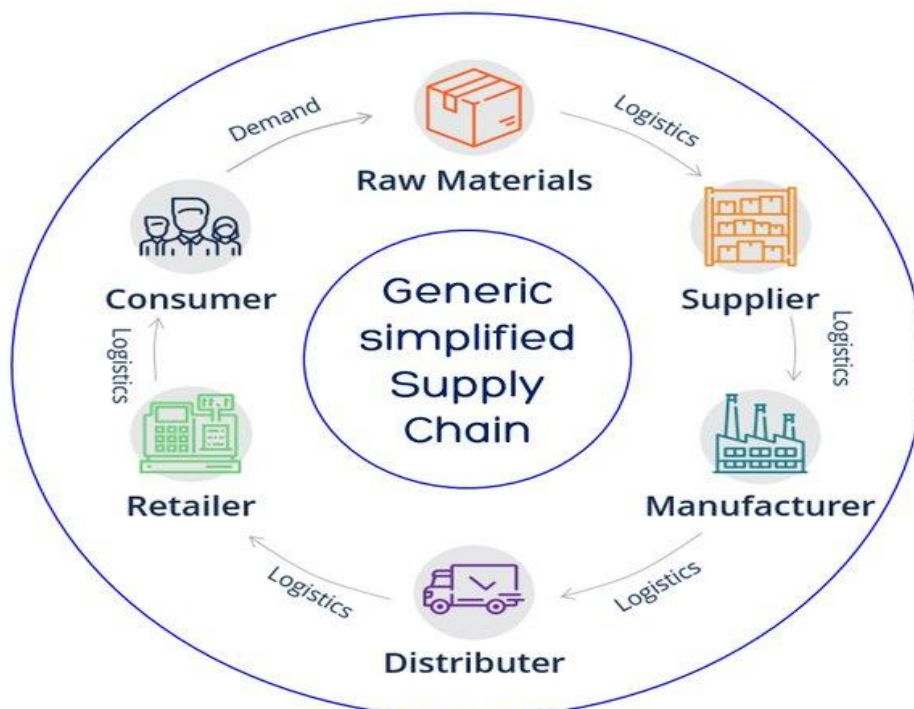 Demand
Raw Materials
Logistics
Supplier
Logistics
Manufacturer
Logistics
Distributer
Logistics
Retailer
Logistics
Consumer
Generic
simplified
Supply
Chain